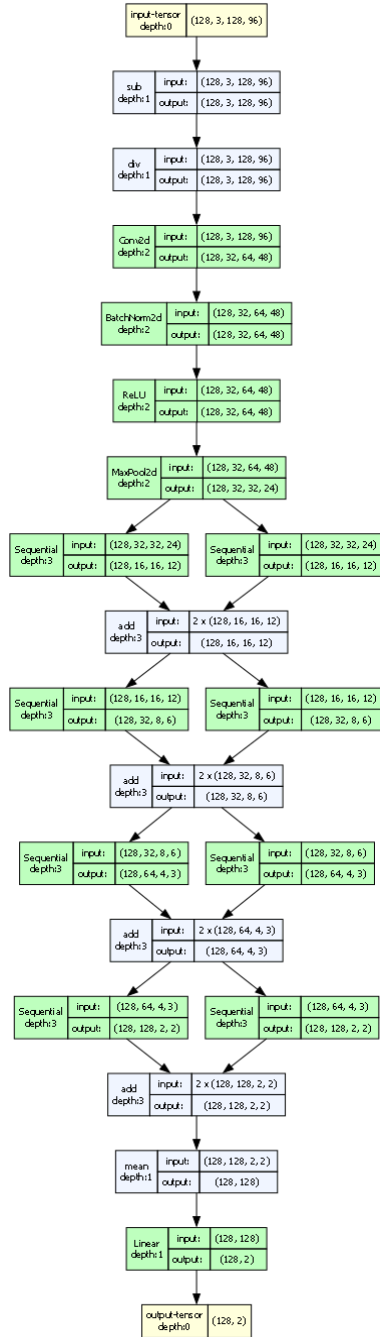 input-tensor
depth:0
(128, 3, 128, 96)
sub
depth:1
input:
(128, 3, 128, 96)
output:
(128, 3, 128, 96)
div
depth:1
input:
(128, 3, 128, 96)
output:
(128, 3, 128, 96)
Conv2d
depth:2
input:
(128, 3, 128, 96)
output:
(128, 32, 64, 48)
BatchNorm2d
depth:2
input:
(128, 32, 64, 48)
output:
(128, 32, 64, 48)
ReLU
depth:2
input:
(128, 32, 64, 48)
output:
(128, 32, 64, 48)
MaxPool2d
depth:2
input:
(128, 32, 64, 48)
output:
(128, 32, 32, 24)
Sequential
depth:3
input:
(128, 32, 32, 24)
output:
(128, 16, 16, 12)
Sequential
depth:3
input:
(128, 32, 32, 24)
output:
(128, 16, 16, 12)
add
depth:3
input:
2 x (128, 16, 16, 12)
output:
(128, 16, 16, 12)
Sequential
depth:3
input:
(128, 16, 16, 12)
output:
(128, 32, 8, 6)
Sequential
depth:3
input:
(128, 16, 16, 12)
output:
(128, 32, 8, 6)
add
depth:3
input:
2 x (128, 32, 8, 6)
output:
(128, 32, 8, 6)
Sequential
depth:3
input:
(128, 32, 8, 6)
output:
(128, 64, 4, 3)
Sequential
depth:3
input:
(128, 32, 8, 6)
output:
(128, 64, 4, 3)
add
depth:3
input:
2 x (128, 64, 4, 3)
output:
(128, 64, 4, 3)
Sequential
depth:3
input:
(128, 64, 4, 3)
output:
(128, 128, 2, 2)
Sequential
depth:3
input:
(128, 64, 4, 3)
output:
(128, 128, 2, 2)
add
depth:3
input:
2 x (128, 128, 2, 2)
output:
(128, 128, 2, 2)
mean
depth:1
input:
(128, 128, 2, 2)
output:
(128, 128)
Linear
depth:1
input:
(128, 128)
output:
(128, 2)
output-tensor
depth:0
(128, 2)